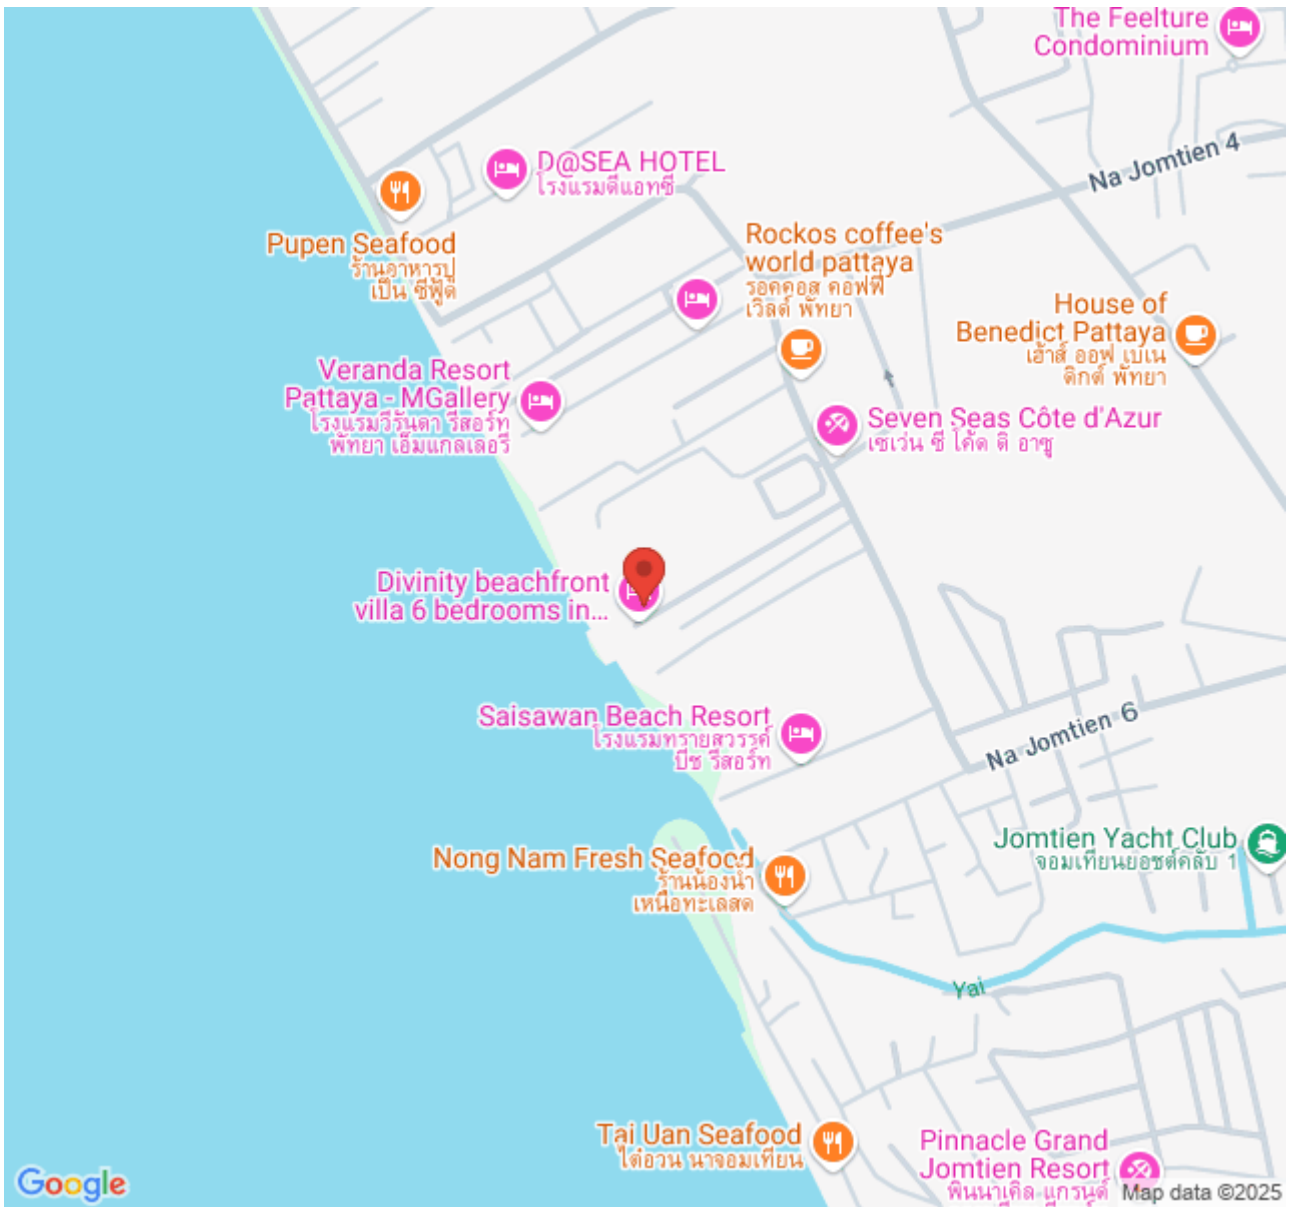 The Feelture
Condominium
Na Jomtien 4
D@SEA HOTEL
โรงแรมดีแอทซี
Pupen Seafood
ร้านอาหารปู
เป็น ซีฟู้ด
Rockos coffee's
world pattaya
รอคคอส คอฟฟี่
เวิลด์ พัทยา
House of
Benedict Pattaya
เฮ้าส์ ออฟ เบเน
ดิกต์ พัทยา
Veranda Resort
Pattaya - MGallery
โรงแรมวีรันดา รีสอร์ท
พัทยา เอ็มแกลเลอรี
Seven Seas Côte d'Azur
เซเว่น ซี โค้ด ดิ อาซู
Divinity beachfront
villa 6 bedrooms in...
Saisawan Beach Resort
โรงแรมทรายสวรรค์
บีช รีสอร์ท
Na Jomtien 6
Jomtien Yacht Club
จอมเทียนยอชต์คลับ 1
Nong Nam Fresh Seafood
ร้านน้องน้ำ
เหนือทะเลสด
Yai
Tai Uan Seafood
ไต๋อ้วน นาจอมเทียน
Pinnacle Grand
Jomtien Resort
พินนาเคิล แกรนด์
Google
Map data ©2025